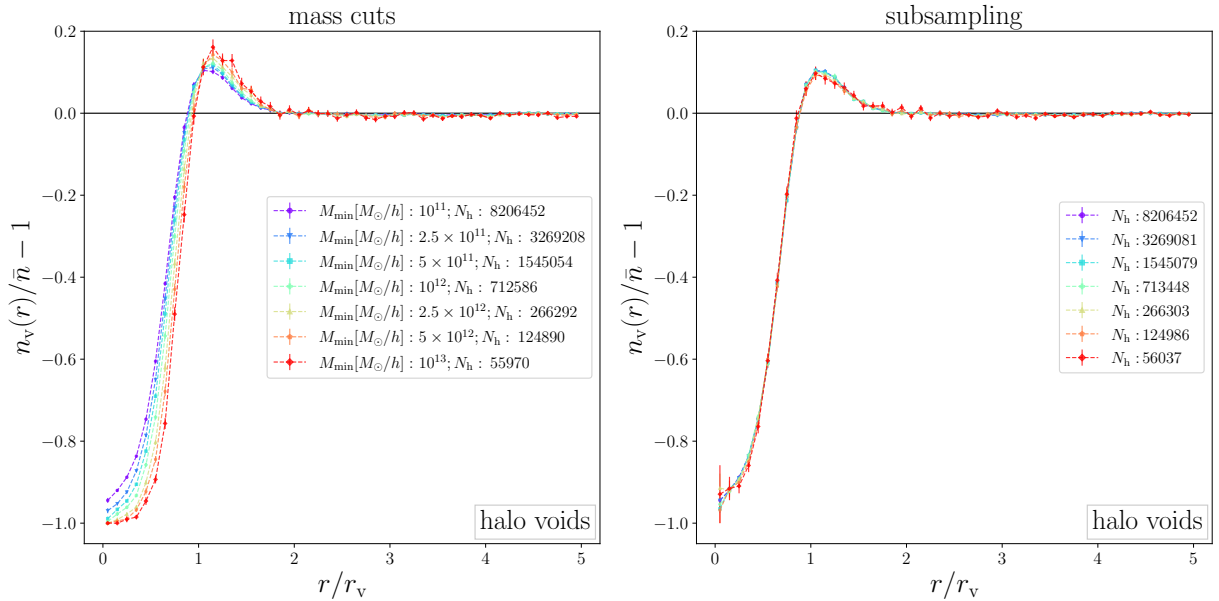 mass cuts
0.2
0.0
−0.2
−0.4
−0.6
−0.8
−1.0
n_v(r)/n̄ − 1
M_min[M_⊙/h] : 10^11; N_h : 8206452
M_min[M_⊙/h] : 2.5 × 10^11; N_h : 3269208
M_min[M_⊙/h] : 5 × 10^11; N_h : 1545054
M_min[M_⊙/h] : 10^12; N_h : 712586
M_min[M_⊙/h] : 2.5 × 10^12; N_h : 266292
M_min[M_⊙/h] : 5 × 10^12; N_h : 124890
M_min[M_⊙/h] : 10^13; N_h : 55970
halo voids
0 1 2 3 4 5
r/r_v
subsampling
0.2
0.0
−0.2
−0.4
−0.6
−0.8
−1.0
n_v(r)/n̄ − 1
N_h : 8206452
N_h : 3269081
N_h : 1545079
N_h : 713448
N_h : 266303
N_h : 124986
N_h : 56037
halo voids
0 1 2 3 4 5
r/r_v